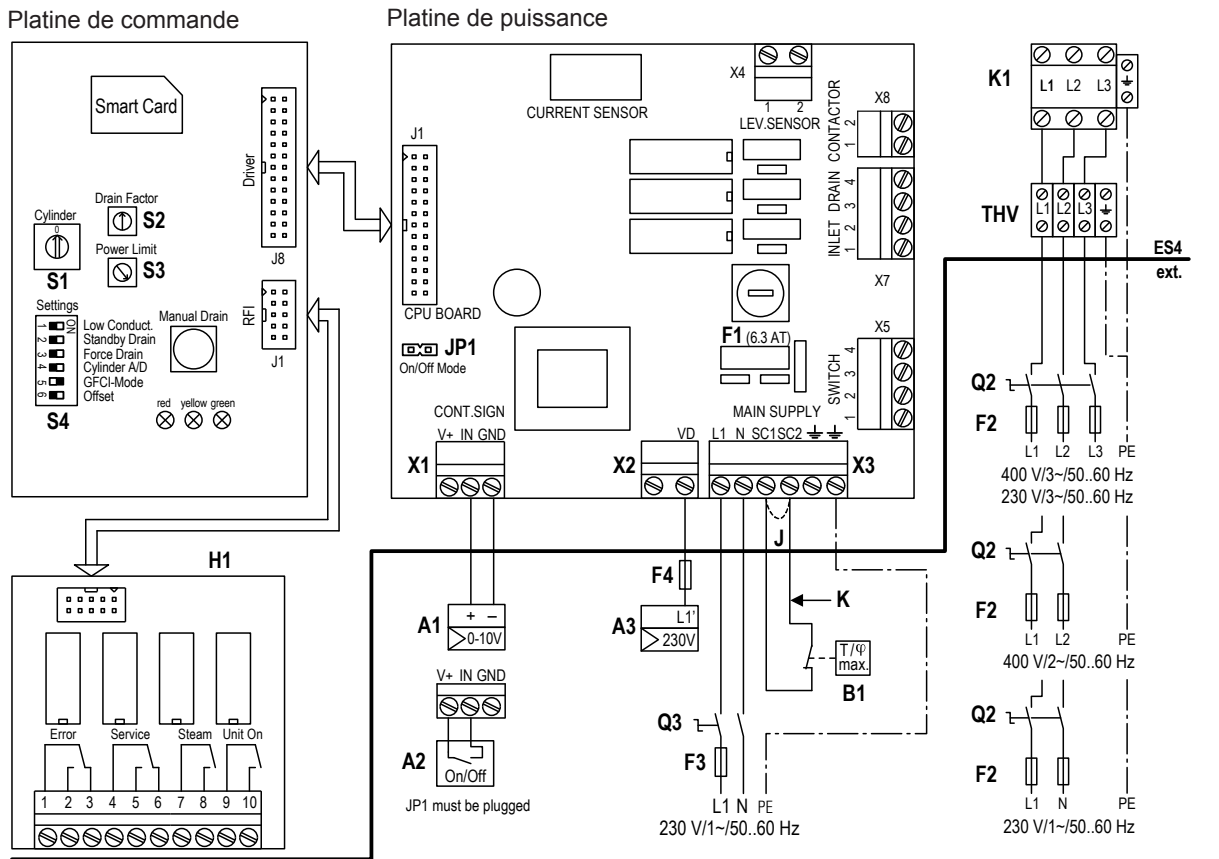 Platine de commande
Platine de puissance
Smart Card
Driver
J8
Drain Factor
S2
Cylinder
0
S1
Power Limit
S3
Settings
ON
1 Low Conduct.
2 Standby Drain
3 Force Drain
4 Cylinder A/D
5 GFCI-Mode
6 Offset
S4
Manual Drain
red yellow green
RFI
J1
J1
CPU BOARD
JP1
On/Off Mode
CURRENT SENSOR
X4
1 2
LEV.SENSOR
X8
CONTACTOR
1 2
INLET DRAIN
1 2 3 4
X7
F1 (6.3 AT)
X5
SWITCH
1 2 3 4
CONT.SIGN
V+ IN GND
X1
VD
X2
MAIN SUPPLY
L1 N SC1 SC2
X3
J
K
F4
A1
+ –
0-10V
A3
L1'
230V
T/φ
max.
B1
V+ IN GND
A2
On/Off
JP1 must be plugged
Q3
F3
L1 N PE
230 V/1~/50..60 Hz
H1
Error Service Steam Unit On
1 2 3 4 5 6 7 8 9 10
K1
L1 L2 L3
THV
L1 L2 L3
ES4
ext.
Q2
F2
L1 L2 L3 PE
400 V/3~/50..60 Hz
230 V/3~/50..60 Hz
Q2
F2
L1 L2 PE
400 V/2~/50..60 Hz
Q2
F2
L1 N PE
230 V/1~/50..60 Hz